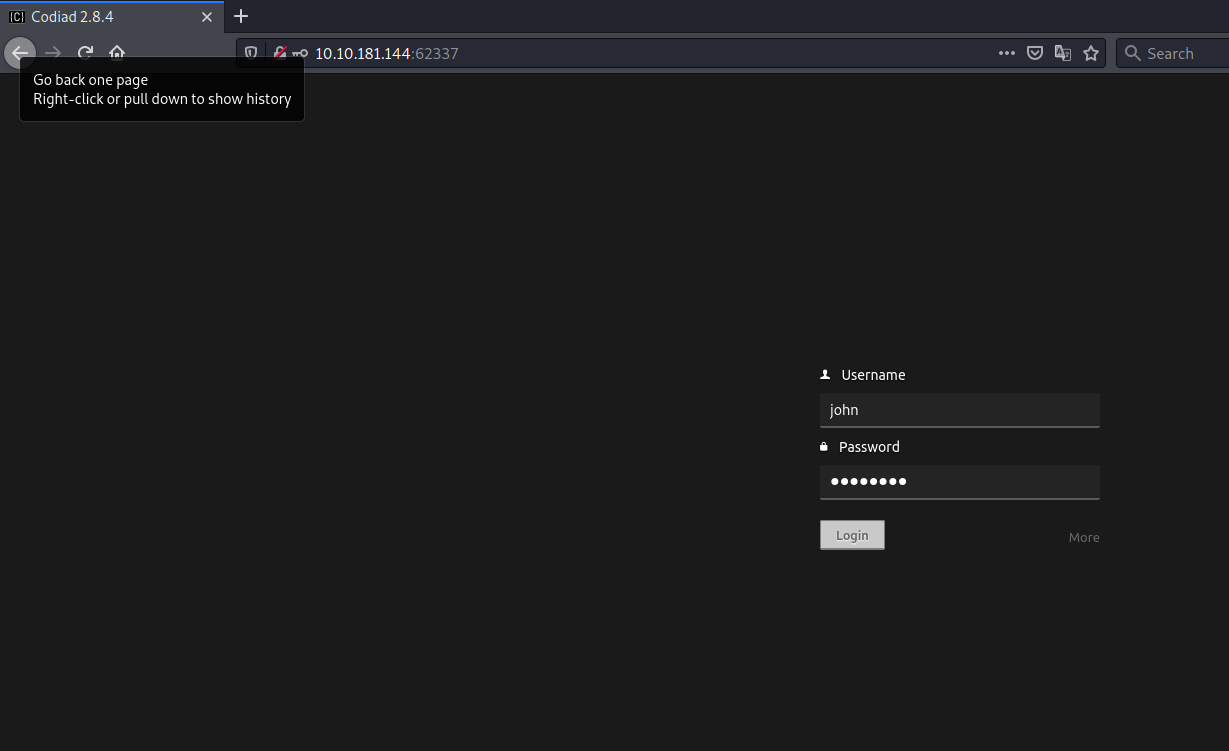 [C] Codiad 2.8.4
10.10.181.144:62337
Search
Go back one page
Right-click or pull down to show history
Username
john
Password
●●●●●●●●
Login
More